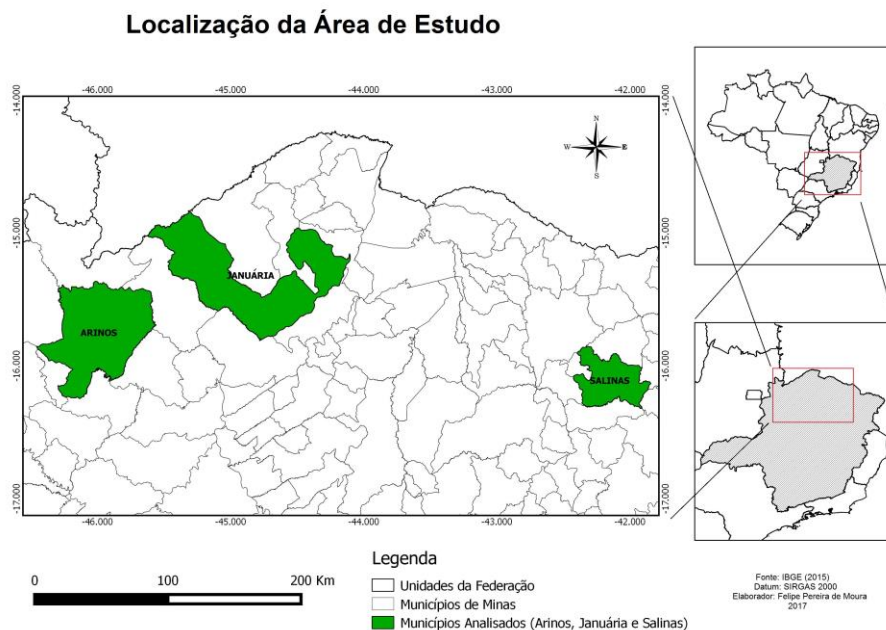 Localização da Área de Estudo
-46.000 -45.000 -44.000 -43.000 -42.000
-14.000
-14.000
N
W E
S
-15.000
-15.000
JANUÁRIA
ARINOS
-16.000
-16.000
SALINAS
-17.000
-17.000
-46.000 -45.000 -44.000 -43.000 -42.000
0 100 200 Km
Legenda
Unidades da Federação
Municípios de Minas
Municípios Analisados (Arinos, Januária e Salinas)
Fonte: IBGE (2015)
Datum: SIRGAS 2000
Elaborador: Felipe Pereira de Moura
2017